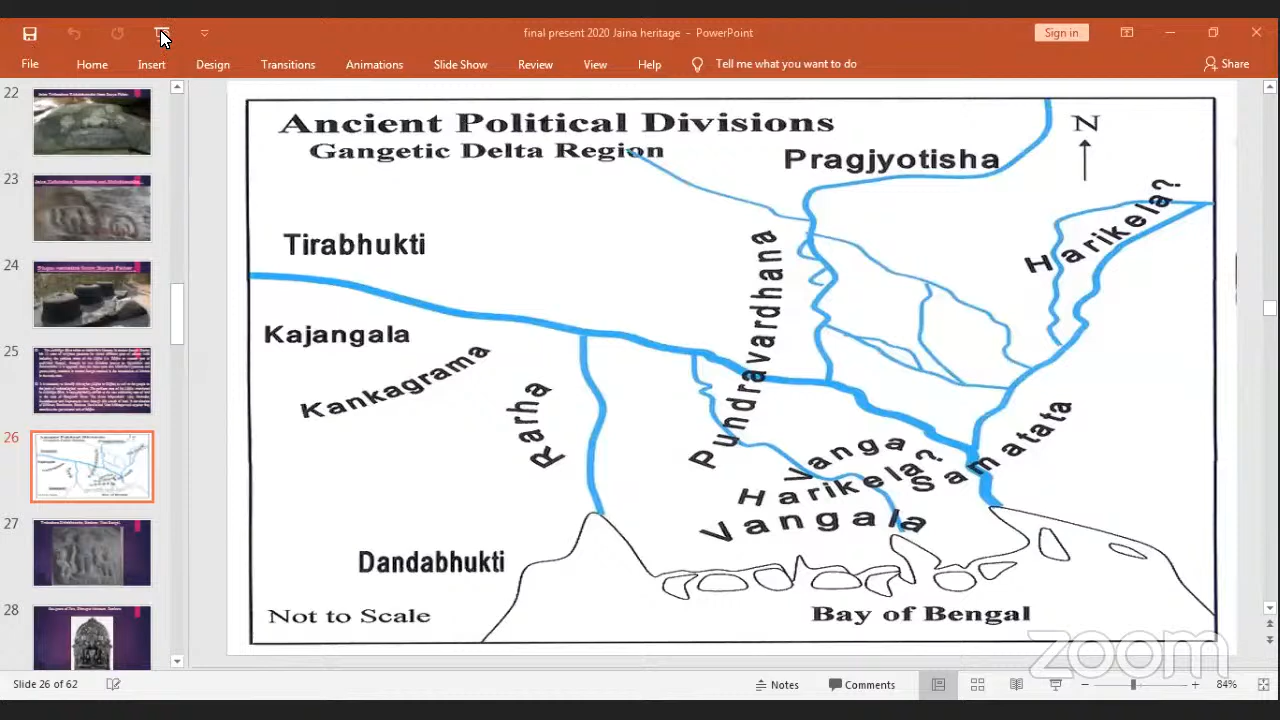 final present 2020 Jaina heritage - PowerPoint
Sign in
File Home Insert Design Transitions Animations Slide Show Review View Help Tell me what you want to do Share
22
23
24
25
26
27
28
Ancient Political Divisions
Gangetic Delta Region
N
Pragjyotisha
Harikela?
Tirabhukti
Pundravardhana
Kajangala
Kankagrama
Rarha
Vanga
Harikela?
Samatata
Vangala
Dandabhukti
Not to Scale
Bay of Bengal
zoom
Slide 26 of 62
Notes Comments 84%